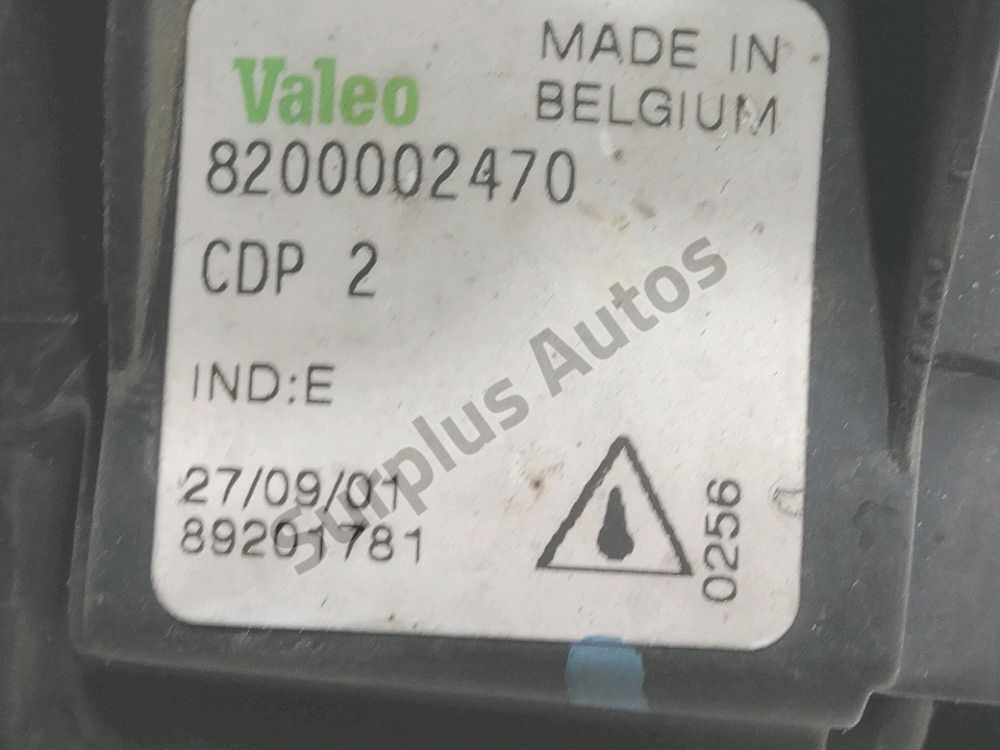 Valeo
MADE IN
BELGIUM
8200002470
CDP 2
IND:E
27/09/01
89201781
0256
Surplus Autos